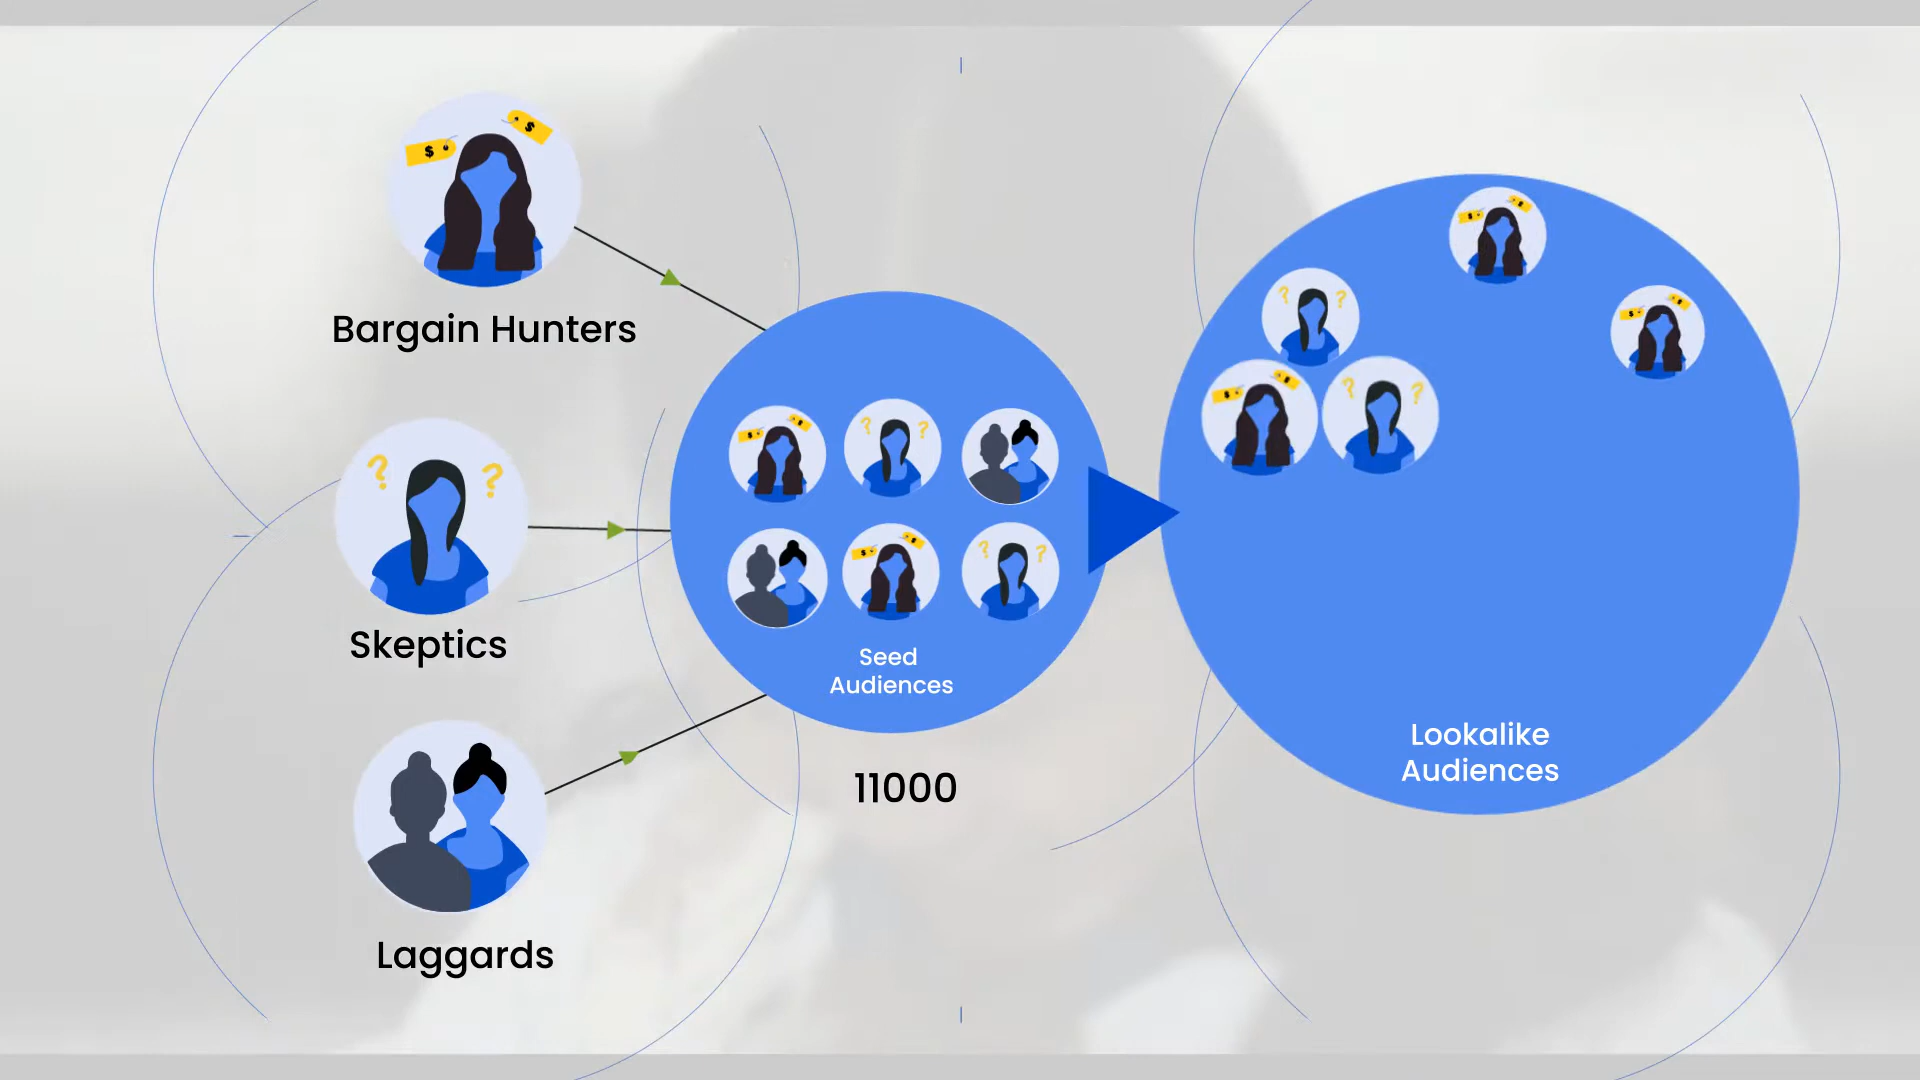 Bargain Hunters
Skeptics
Laggards
Seed
Audiences
11000
Lookalike
Audiences